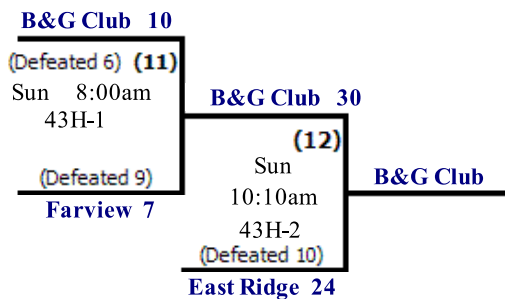 B&G Club 10
(Defeated 6) (11)
Sun 8:00am
43H-1
(Defeated 9)
Farview 7
B&G Club 30
(12)
Sun
10:10am
43H-2
(Defeated 10)
East Ridge 24
B&G Club